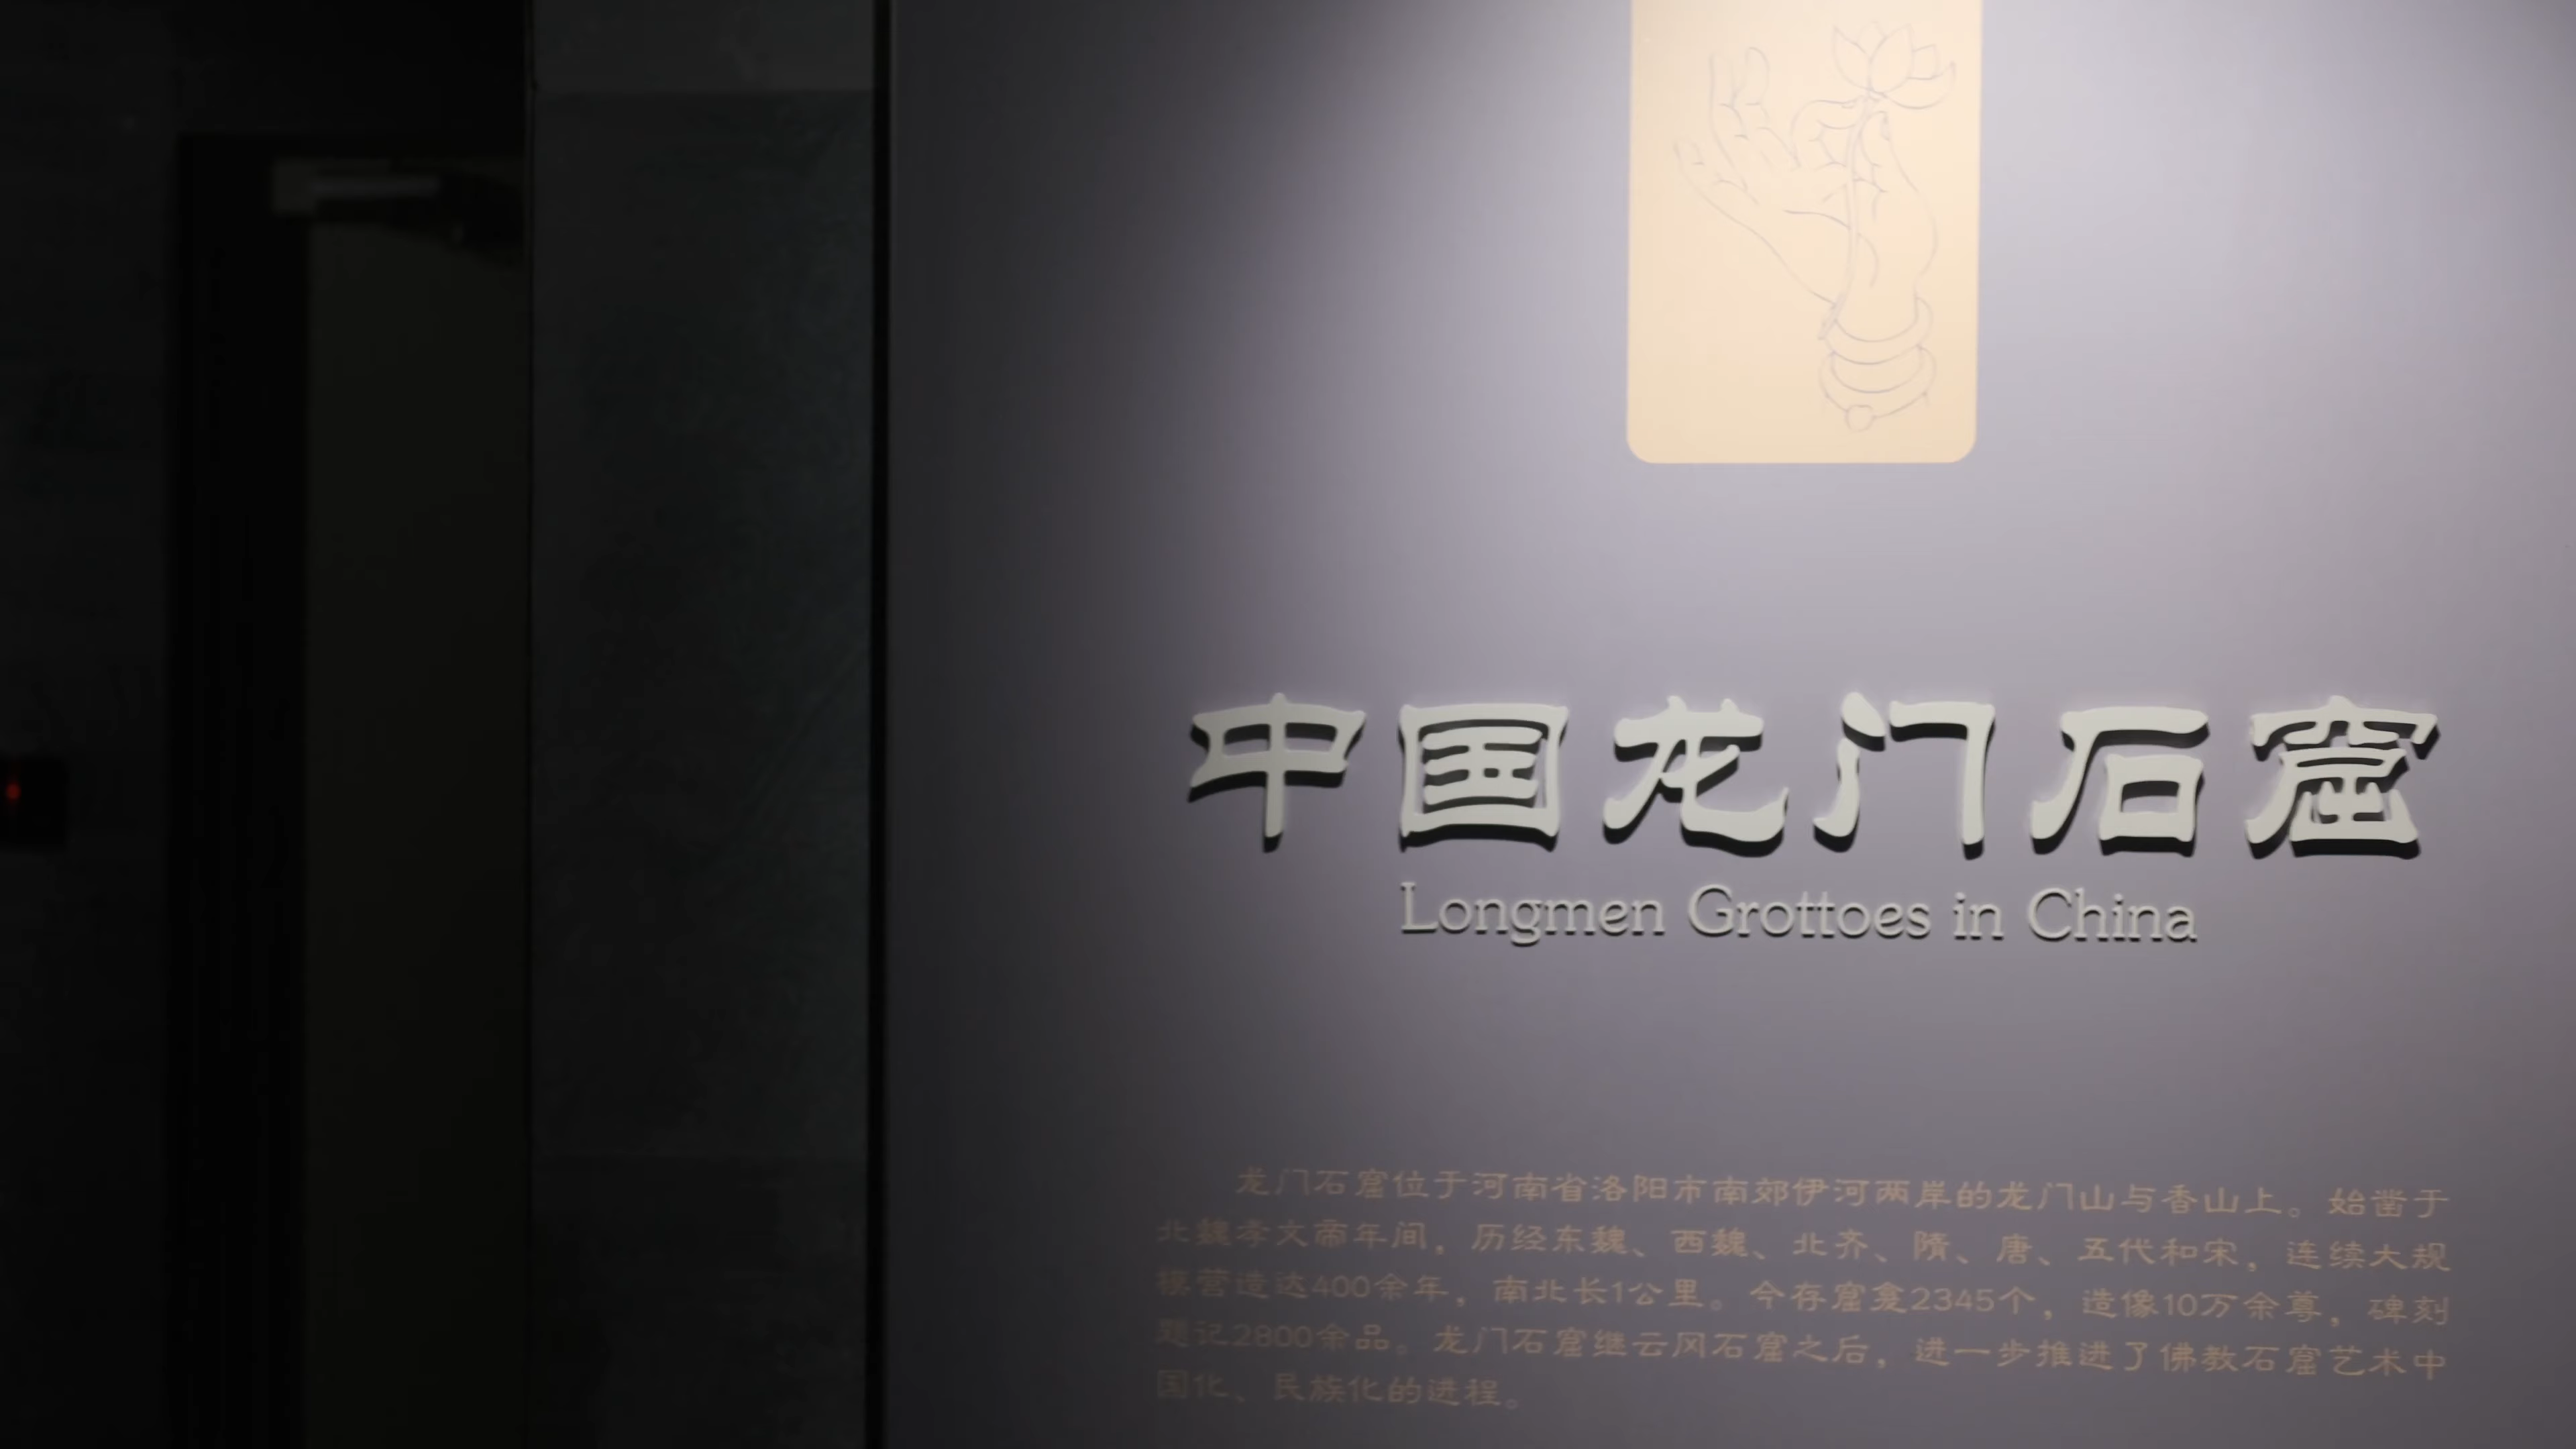 中国龙门石窟
Longmen Grottoes in China
龙门石窟位于河南省洛阳市南郊伊河两岸的龙门山与香山上。始凿于
北魏孝文帝年间，历经东魏、西魏、北齐、隋、唐、五代和宋，连续大规
模营造达400余年，南北长1公里。今存窟龛2345个，造像10万余尊，碑刻
题记2800余品。龙门石窟继云冈石窟之后，进一步推进了佛教石窟艺术中
国化、民族化的进程。